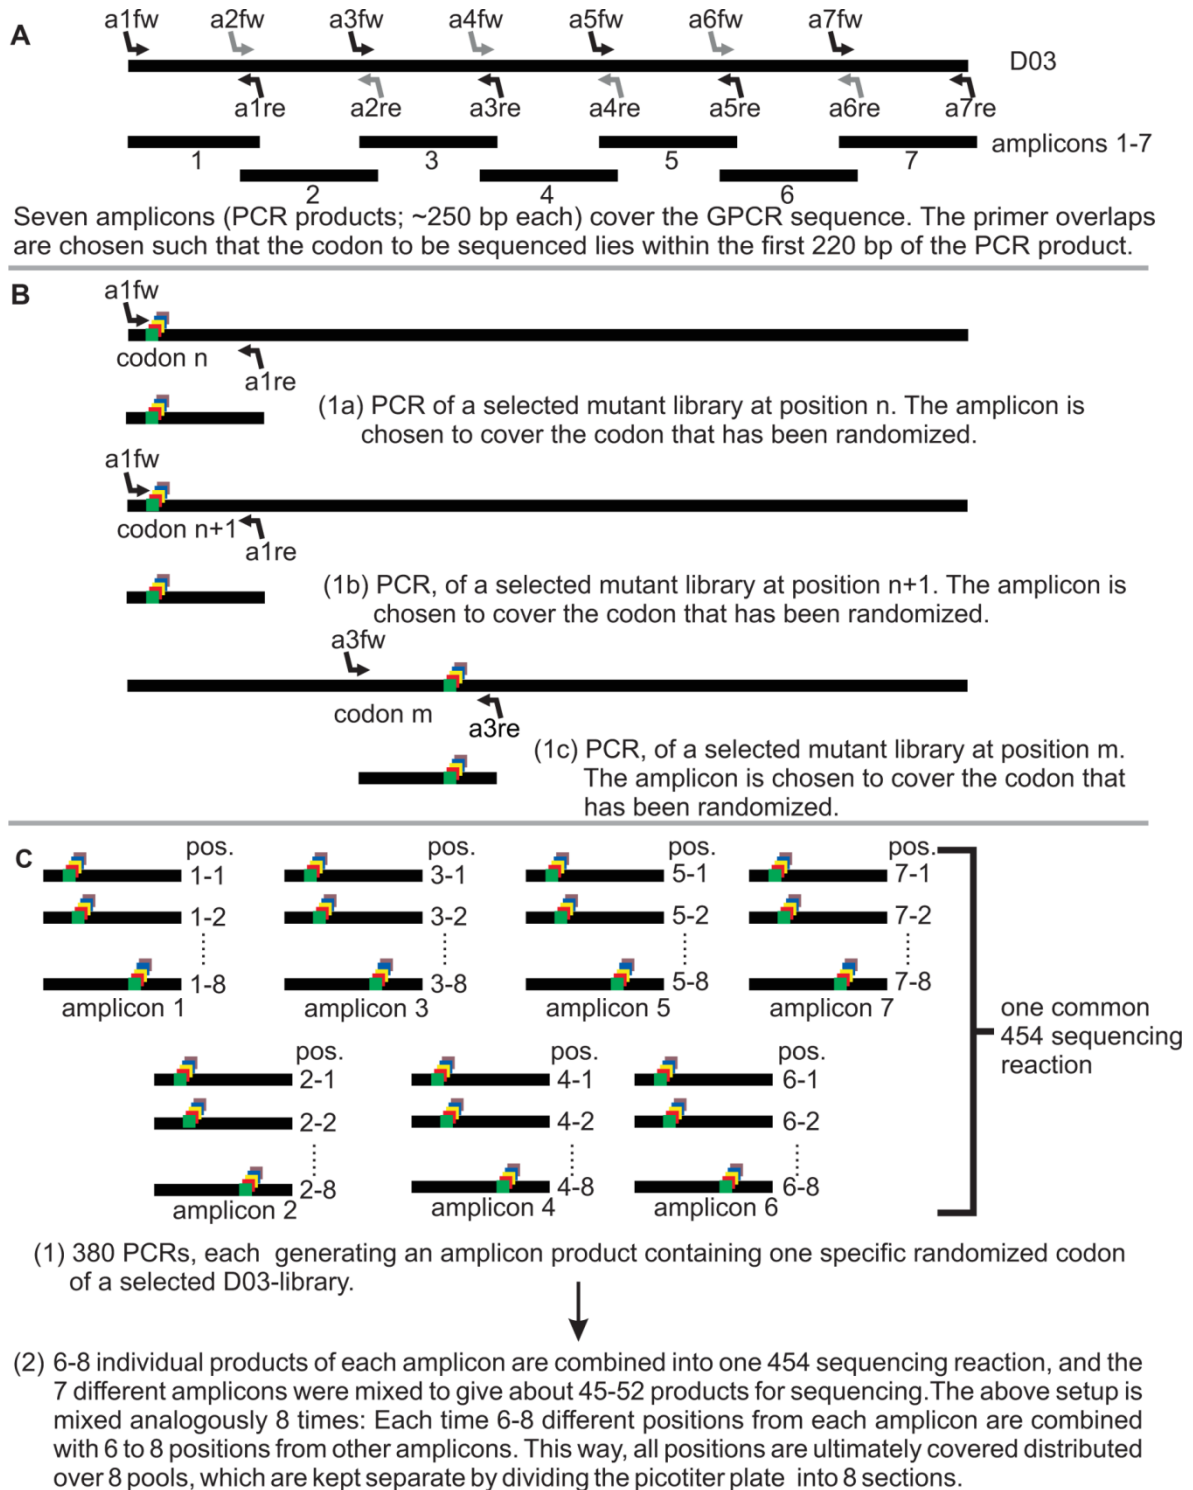 A
a1fw a2fw a3fw a4fw a5fw a6fw a7fw
D03
a1re a2re a3re a4re a5re a6re a7re
1 3 5 7 amplicons 1-7
2 4 6
Seven amplicons (PCR products; ~250 bp each) cover the GPCR sequence. The primer overlaps
are chosen such that the codon to be sequenced lies within the first 220 bp of the PCR product.
B
a1fw
codon n
a1re
(1a) PCR of a selected mutant library at position n. The amplicon is
chosen to cover the codon that has been randomized.
a1fw
codon n+1
a1re
(1b) PCR, of a selected mutant library at position n+1. The amplicon is
chosen to cover the codon that has been randomized.
a3fw
codon m
a3re
(1c) PCR, of a selected mutant library at position m.
The amplicon is chosen to cover the codon that
has been randomized.
C
pos. pos. pos. pos.
1-1 3-1 5-1 7-1
1-2 3-2 5-2 7-2
1-8 3-8 5-8 7-8
amplicon 1 amplicon 3 amplicon 5 amplicon 7
one common
454 sequencing
reaction
pos. pos. pos.
2-1 4-1 6-1
2-2 4-2 6-2
2-8 4-8 6-8
amplicon 2 amplicon 4 amplicon 6
(1) 380 PCRs, each generating an amplicon product containing one specific randomized codon
of a selected D03-library.
(2) 6-8 individual products of each amplicon are combined into one 454 sequencing reaction, and the
7 different amplicons were mixed to give about 45-52 products for sequencing.The above setup is
mixed analogously 8 times: Each time 6-8 different positions from each amplicon are combined
with 6 to 8 positions from other amplicons. This way, all positions are ultimately covered distributed
over 8 pools, which are kept separate by dividing the picotiter plate into 8 sections.